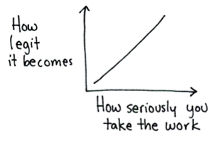 How
legit
it becomes
How seriously you
take the work